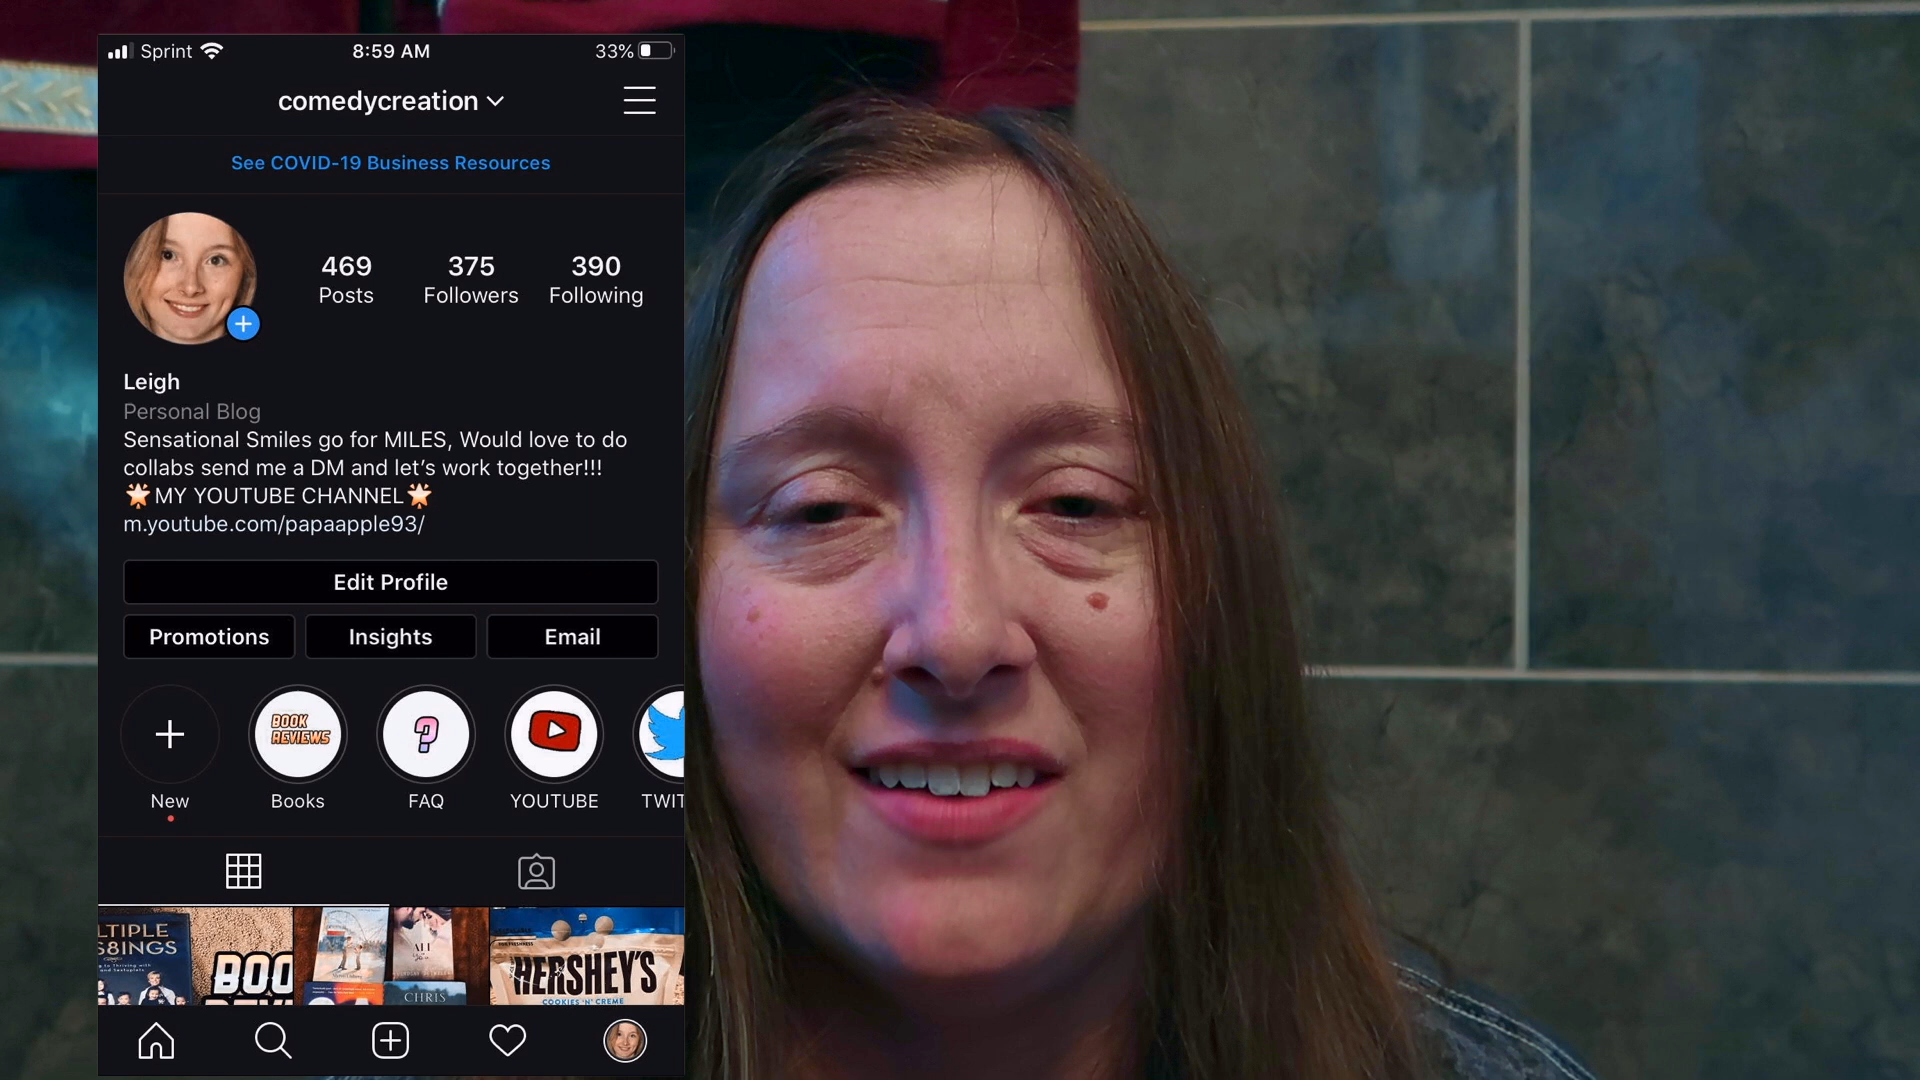 Sprint 8:59 AM 33%
comedycreation
See COVID-19 Business Resources
469 375 390
Posts Followers Following
Leigh
Personal Blog
Sensational Smiles go for MILES, Would love to do
collabs send me a DM and let’s work together!!!
🌟MY YOUTUBE CHANNEL🌟
m.youtube.com/papaapple93/
Edit Profile
Promotions Insights Email
BOOK
REVIEWS
?
New Books FAQ YOUTUBE TWIT
LTIPLE
ALL
HERSHEY'S
COOKIES 'N' CREME
BOO
CHRIS